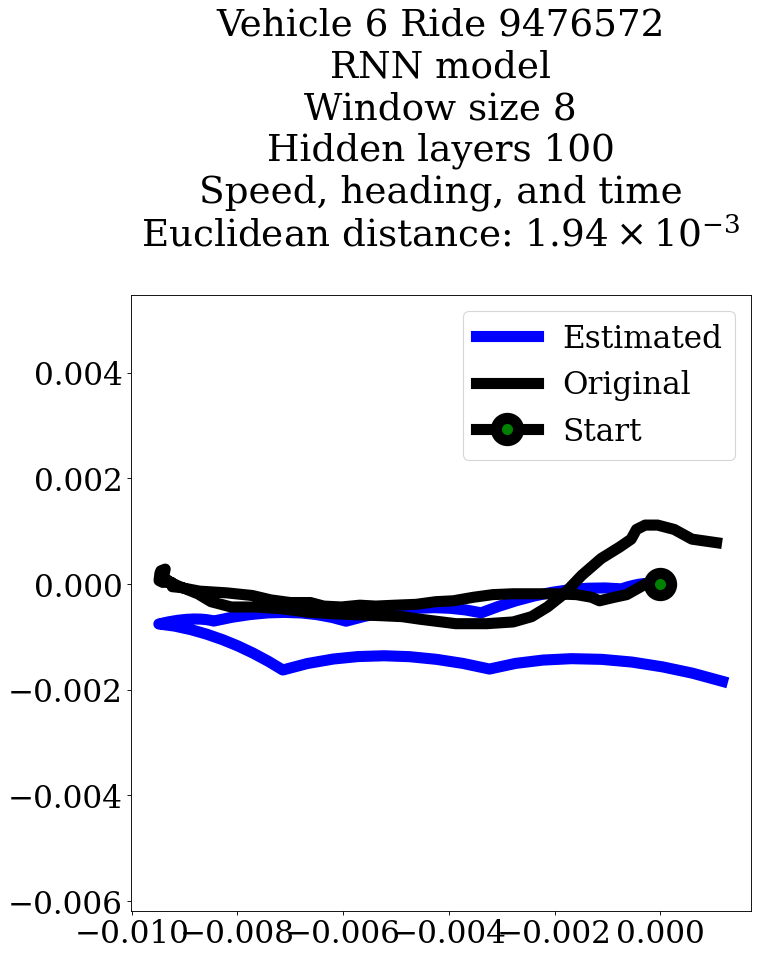 Vehicle 6 Ride 9476572
RNN model
Window size 8
Hidden layers 100
Speed, heading, and time
Euclidean distance: 1.94 × 10⁻³
Estimated
Original
Start
0.004
0.002
0.000
−0.002
−0.004
−0.006
−0.010 −0.008 −0.006 −0.004 −0.002 0.000